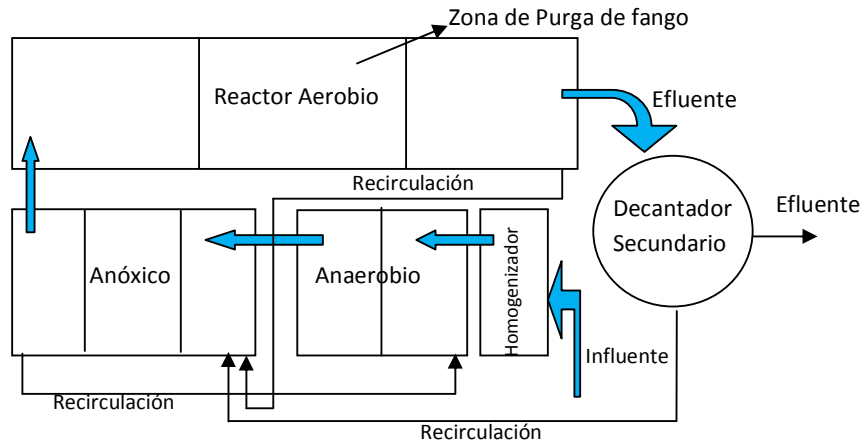 Zona de Purga de fango
Reactor Aerobio
Efluente
Recirculación
Decantador
Secundario
Efluente
Anóxico
Anaerobio
Homogenizador
Influente
Recirculación
Recirculación